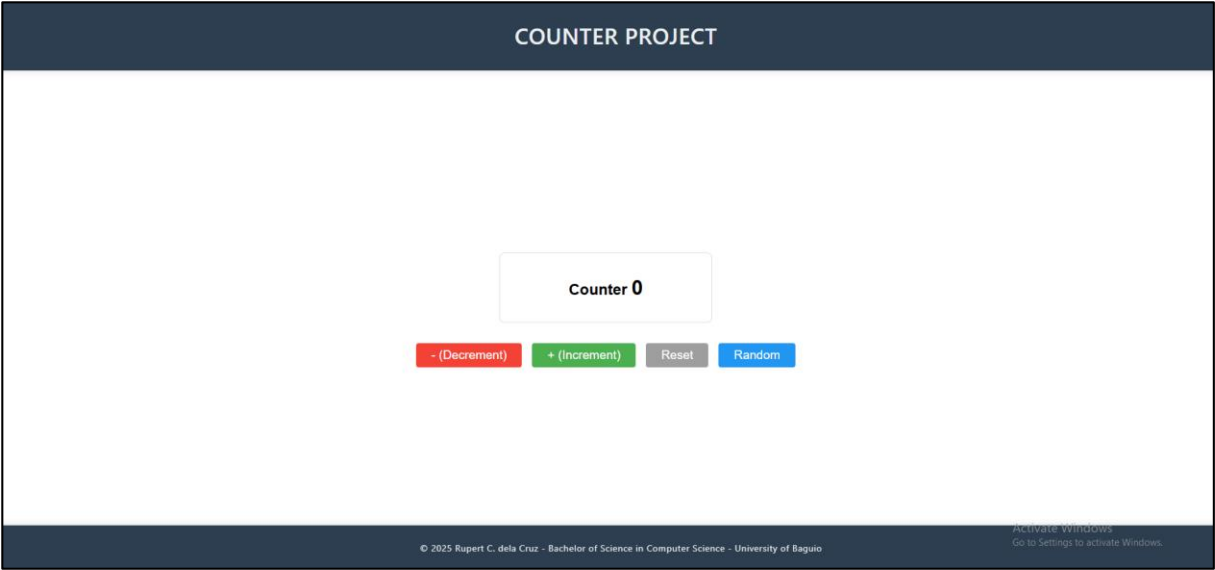 COUNTER PROJECT
Counter 0
- (Decrement) + (Increment) Reset Random
Activate Windows
Go to Settings to activate Windows.
© 2025 Rupert C. dela Cruz - Bachelor of Science in Computer Science - University of Baguio